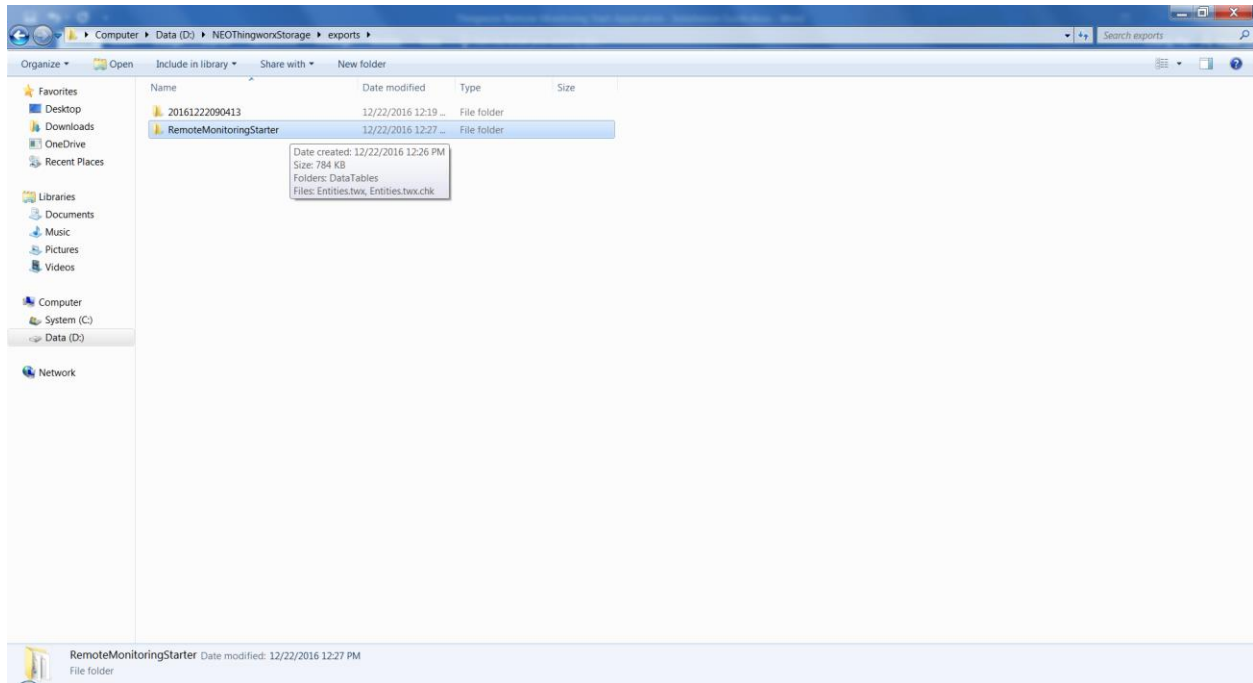 Computer ▸ Data (D:) ▸ NEOThingworxStorage ▸ exports ▸
Search exports
Organize ▾ Open Include in library ▾ Share with ▾ New folder
Name Date modified Type Size
Favorites
Desktop
Downloads
OneDrive
Recent Places
Libraries
Documents
Music
Pictures
Videos
Computer
System (C:)
Data (D:)
Network
20161222090413 12/22/2016 12:19 ... File folder
RemoteMonitoringStarter 12/22/2016 12:27 ... File folder
Date created: 12/22/2016 12:26 PM
Size: 784 KB
Folders: DataTables
Files: Entities.twx, Entities.twx.chk
RemoteMonitoringStarter Date modified: 12/22/2016 12:27 PM
File folder